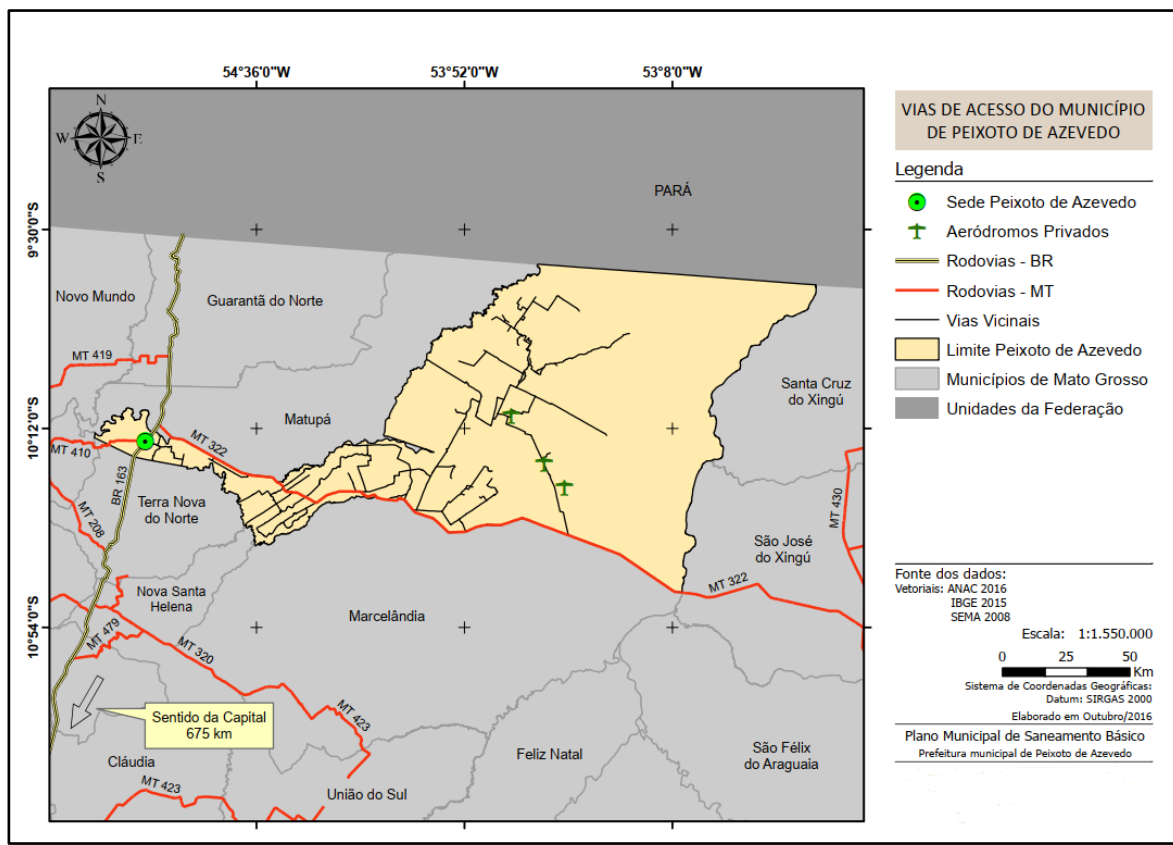 54°36'0"W
53°52'0"W
53°8'0"W
N
W
E
S
9°30'0"S
10°12'0"S
10°54'0"S
PARÁ
Novo Mundo
Guarantã do Norte
MT 419
Matupá
Santa Cruz
do Xingú
MT 322
MT 410
BR 163
Terra Nova
do Norte
MT 208
MT 430
São José
do Xingú
MT 322
Nova Santa
Helena
Marcelândia
MT 479
MT 320
Sentido da Capital
675 km
MT 423
Cláudia
Feliz Natal
São Félix
do Araguaia
MT 423
União do Sul
VIAS DE ACESSO DO MUNICÍPIO
DE PEIXOTO DE AZEVEDO
Legenda
Sede Peixoto de Azevedo
Aeródromos Privados
Rodovias - BR
Rodovias - MT
Vias Vicinais
Limite Peixoto de Azevedo
Municípios de Mato Grosso
Unidades da Federação
Fonte dos dados:
Vetoriais: ANAC 2016
IBGE 2015
SEMA 2008
Escala: 1:1.550.000
0 25 50
Km
Sistema de Coordenadas Geográficas:
Datum: SIRGAS 2000
Elaborado em Outubro/2016
Plano Municipal de Saneamento Básico
Prefeitura municipal de Peixoto de Azevedo